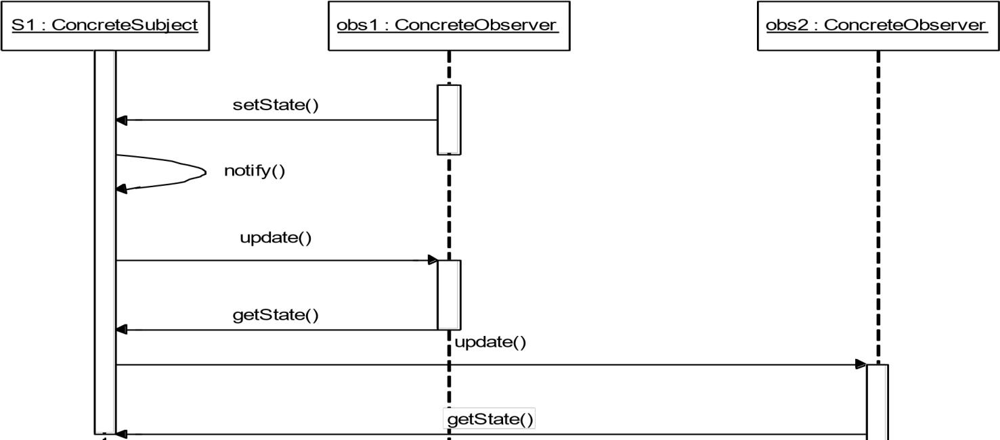 S1 : ConcreteSubject
obs1 : ConcreteObserver
obs2 : ConcreteObserver
setState()
notify()
update()
getState()
update()
getState()